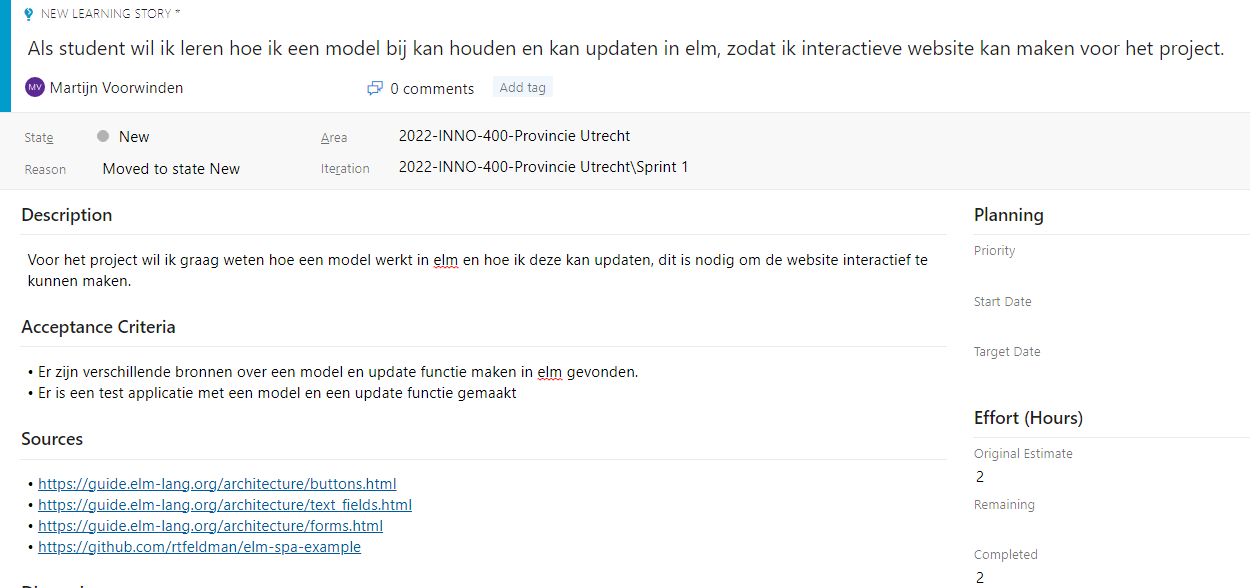 NEW LEARNING STORY *
Als student wil ik leren hoe ik een model bij kan houden en kan updaten in elm, zodat ik interactieve website kan maken voor het project.
MV Martijn Voorwinden 0 comments Add tag
State New Area 2022-INNO-400-Provincie Utrecht
Reason Moved to state New Iteration 2022-INNO-400-Provincie Utrecht\Sprint 1
Description
Voor het project wil ik graag weten hoe een model werkt in elm en hoe ik deze kan updaten, dit is nodig om de website interactief te
kunnen maken.
Acceptance Criteria
• Er zijn verschillende bronnen over een model en update functie maken in elm gevonden.
• Er is een test applicatie met een model en een update functie gemaakt
Sources
• https://guide.elm-lang.org/architecture/buttons.html
• https://guide.elm-lang.org/architecture/text_fields.html
• https://guide.elm-lang.org/architecture/forms.html
• https://github.com/rtfeldman/elm-spa-example
Planning
Priority
Start Date
Target Date
Effort (Hours)
Original Estimate
2
Remaining
Completed
2